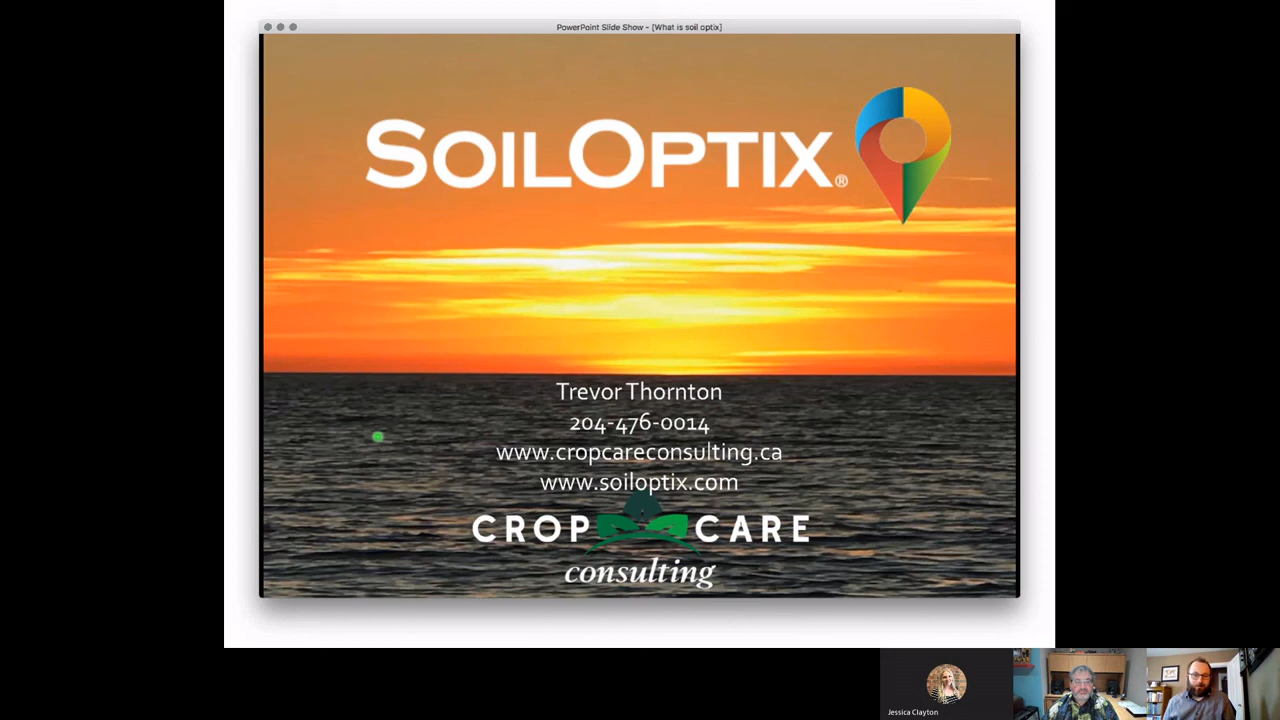 PowerPoint Slide Show - [What is soil optix]
SOILOPTIX®
Trevor Thornton
204-476-0014
www.cropcareconsulting.ca
www.soiloptix.com
CROP CARE
consulting
Jessica Clayton